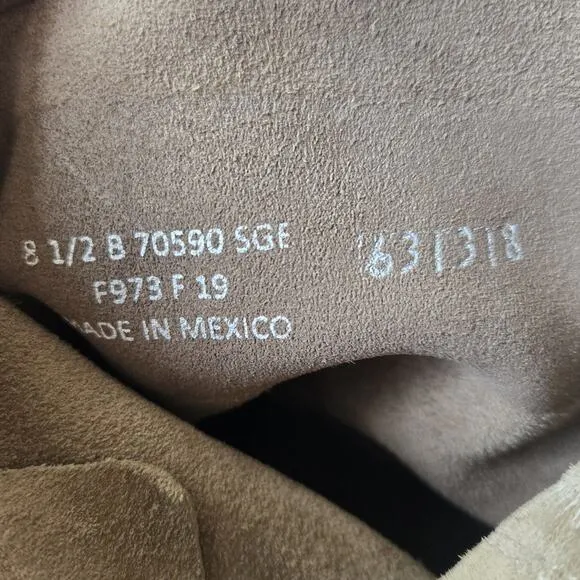 8 1/2 B 70590 SGE
F973 F 19
MADE IN MEXICO
631318